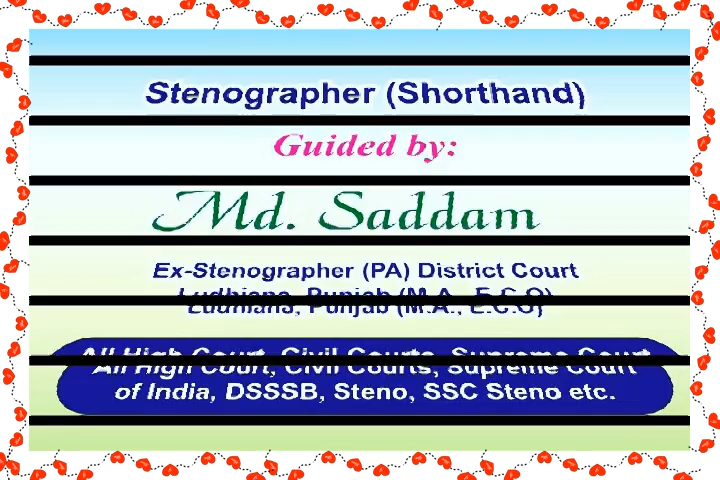 Stenographer (Shorthand)
Guided by:
Md. Saddam
Ex-Stenographer (PA) District Court
Ludhiana, Punjab (M.A., E.C.O)
All High Court, Civil Courts, Supreme Court
of India, DSSSB, Steno, SSC Steno etc.